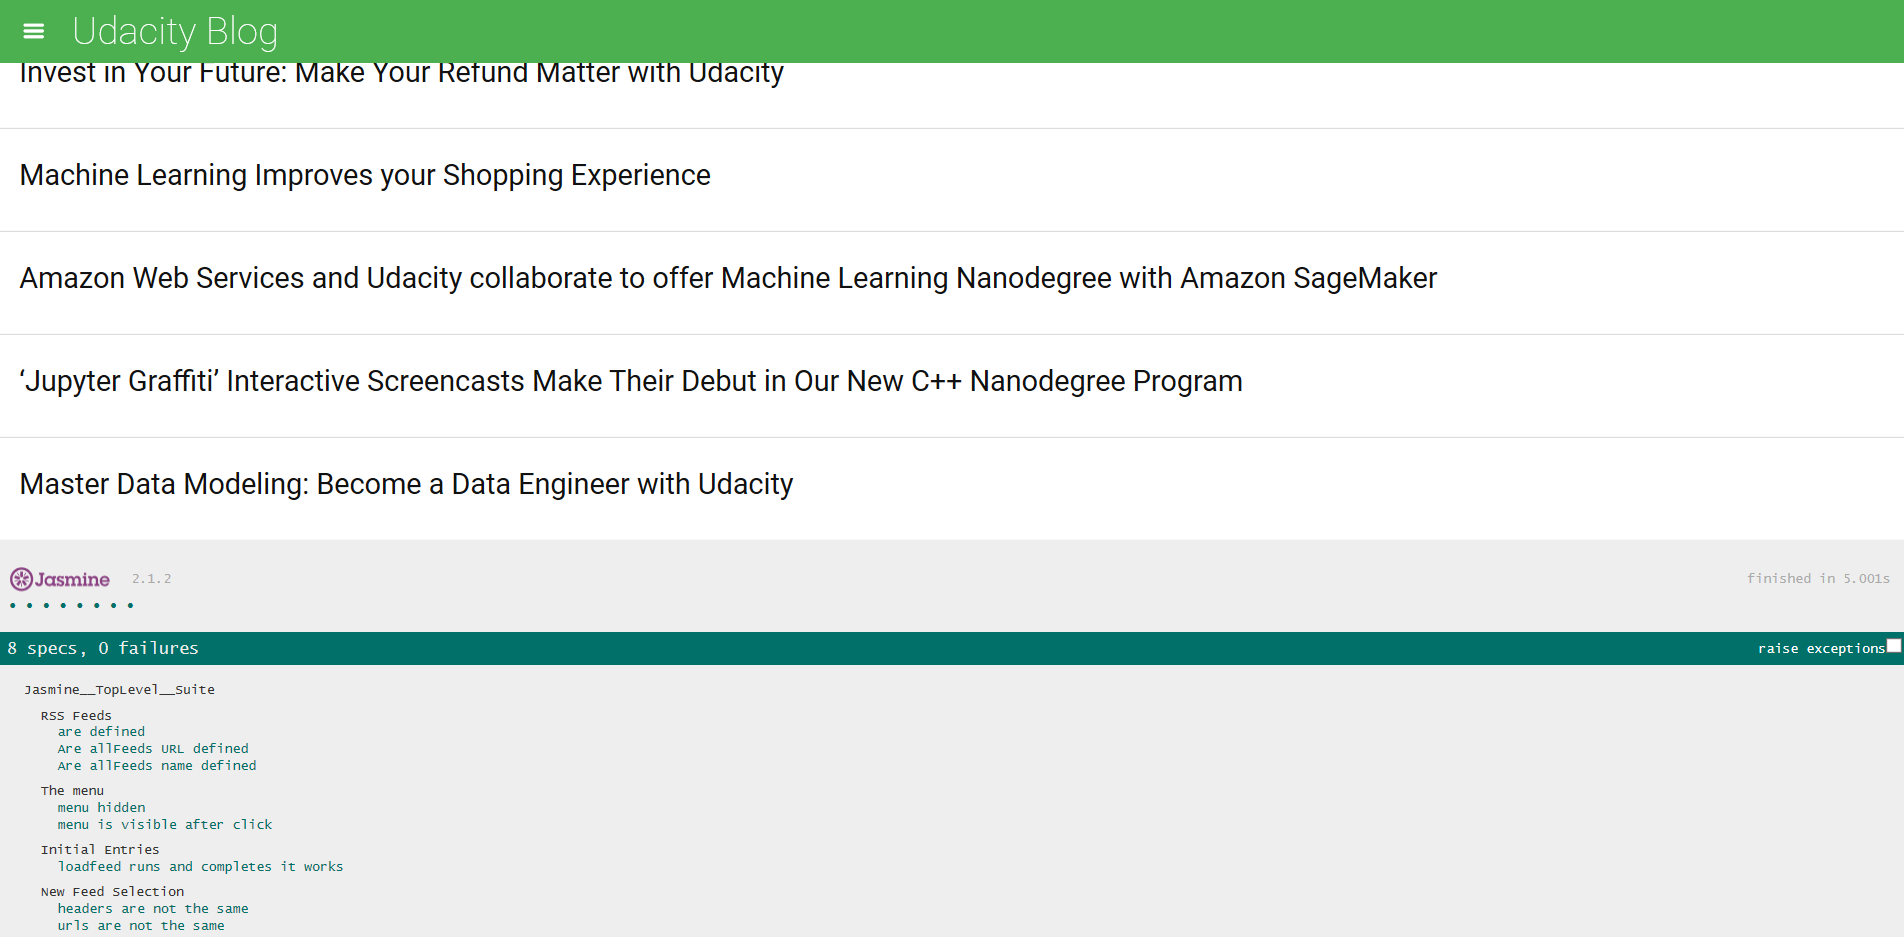 Udacity Blog
Invest in Your Future: Make Your Refund Matter with Udacity
Machine Learning Improves your Shopping Experience
Amazon Web Services and Udacity collaborate to offer Machine Learning Nanodegree with Amazon SageMaker
‘Jupyter Graffiti’ Interactive Screencasts Make Their Debut in Our New C++ Nanodegree Program
Master Data Modeling: Become a Data Engineer with Udacity
Jasmine 2.1.2 finished in 5.001s
8 specs, 0 failures raise exceptions
Jasmine__TopLevel__Suite
RSS Feeds
are defined
Are allFeeds URL defined
Are allFeeds name defined
The menu
menu hidden
menu is visible after click
Initial Entries
loadfeed runs and completes it works
New Feed Selection
headers are not the same
urls are not the same